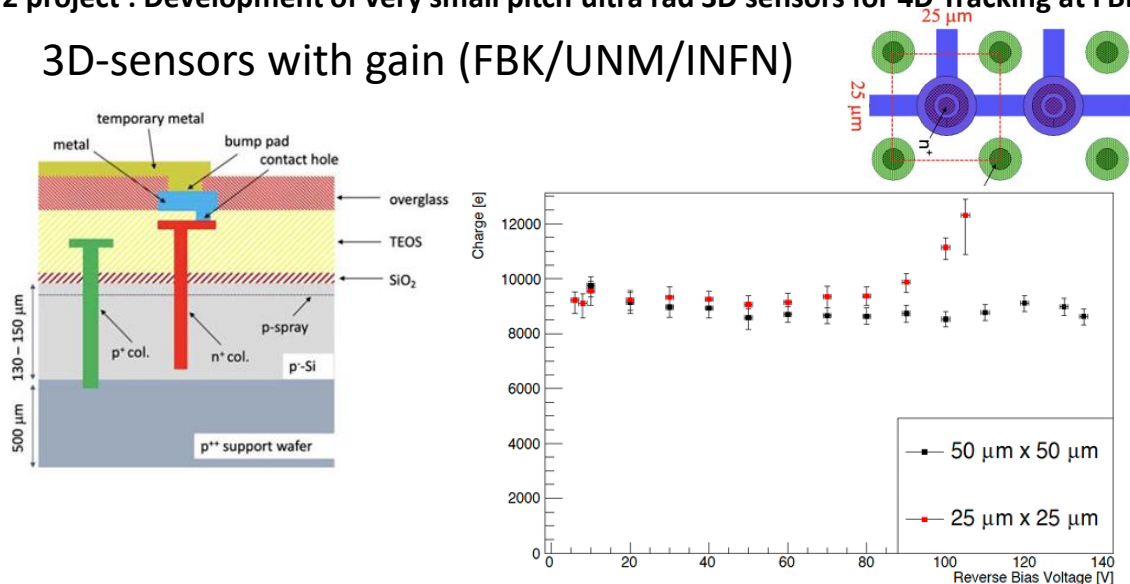 2 project : Development of very small pitch ultra rad 3D sensors for 4D Tracking at FBK
3D-sensors with gain (FBK/UNM/INFN)
25 μm
25 μm
n+
temporary metal
metal
bump pad
contact hole
overglass
TEOS
SiO2
p-spray
p+ col.
n+ col.
p--Si
130 – 150 μm
500 μm
p++ support wafer
Charge [e]
12000
10000
8000
6000
4000
2000
0
0 20 40 60 80 100 120 140
Reverse Bias Voltage [V]
50 μm x 50 μm
25 μm x 25 μm